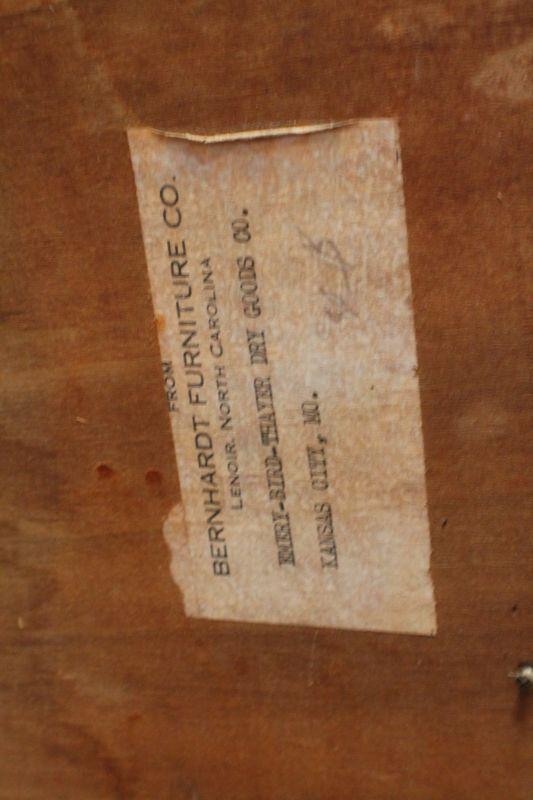 FROM
BERNHARDT FURNITURE CO.
LENOIR, NORTH CAROLINA
EMERY-BIRD-THAYER DRY GOODS CO.
KANSAS CITY, MO.